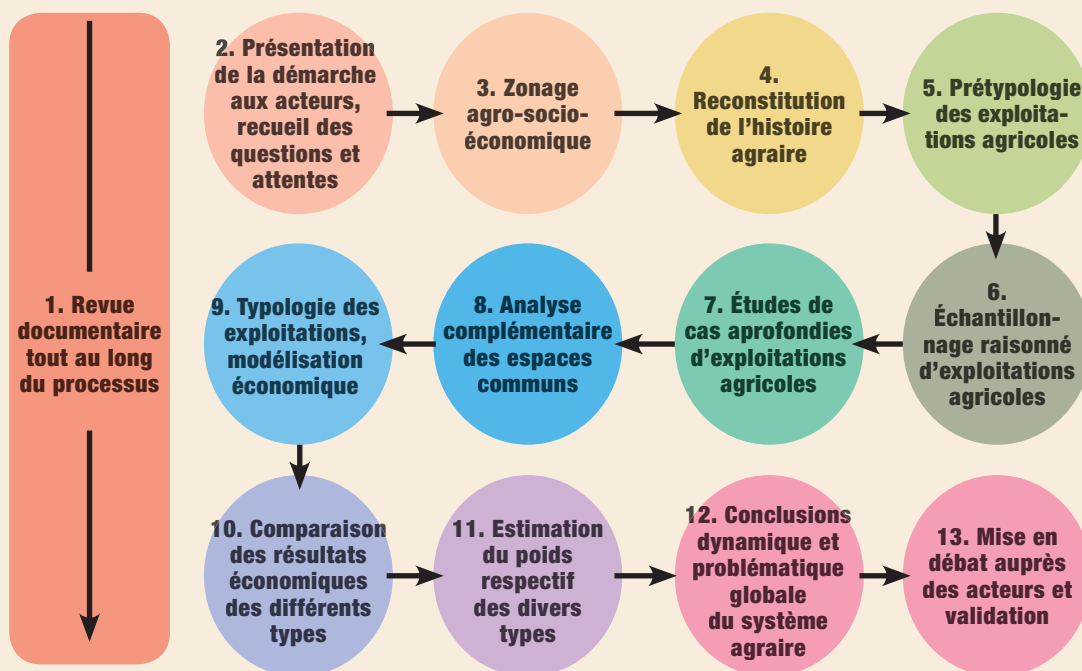 1. Revue
documentaire
tout au long
du processus
2. Présentation
de la démarche
aux acteurs,
recueil des
questions et
attentes
3. Zonage
agro-socio-
économique
4.
Reconstitution
de l’histoire
agraire
5. Prétypologie
des exploita-
tions agricoles
6.
Échantillon-
nage raisonné
d’exploitations
agricoles
7. Études de
cas aprofondies
d’exploitations
agricoles
8. Analyse
complémentaire
des espaces
communs
9. Typologie des
exploitations,
modélisation
économique
10. Comparaison
des résultats
économiques
des différents
types
11. Estimation
du poids
respectif
des divers
types
12. Conclusions
dynamique et
problématique
globale
du système
agraire
13. Mise en
débat auprès
des acteurs et
validation